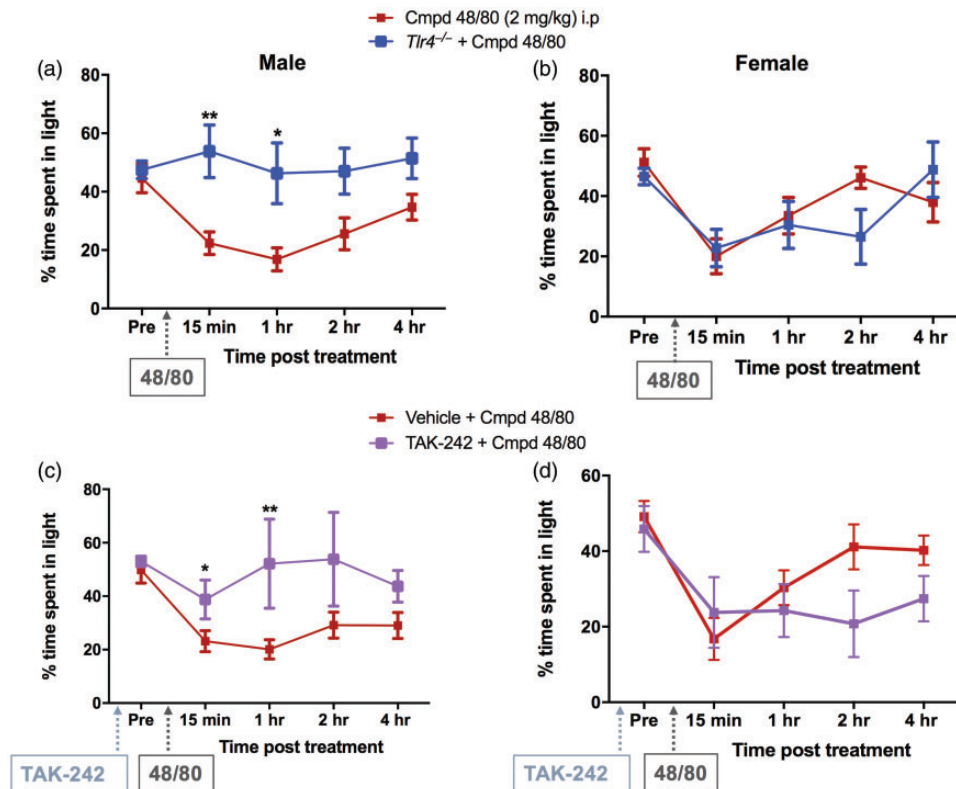 Cmpd 48/80 (2 mg/kg) i.p
Tlr4–/– + Cmpd 48/80
(a)
Male
% time spent in light
80
60
40
20
0
**
*
Pre 15 min 1 hr 2 hr 4 hr
Time post treatment
48/80
(b)
Female
% time spent in light
80
60
40
20
0
Pre 15 min 1 hr 2 hr 4 hr
Time post treatment
48/80
Vehicle + Cmpd 48/80
TAK-242 + Cmpd 48/80
(c)
% time spent in light
80
60
40
20
0
*
**
Pre 15 min 1 hr 2 hr 4 hr
Time post treatment
TAK-242 48/80
(d)
% time spent in light
60
40
20
0
Pre 15 min 1 hr 2 hr 4 hr
Time post treatment
TAK-242 48/80